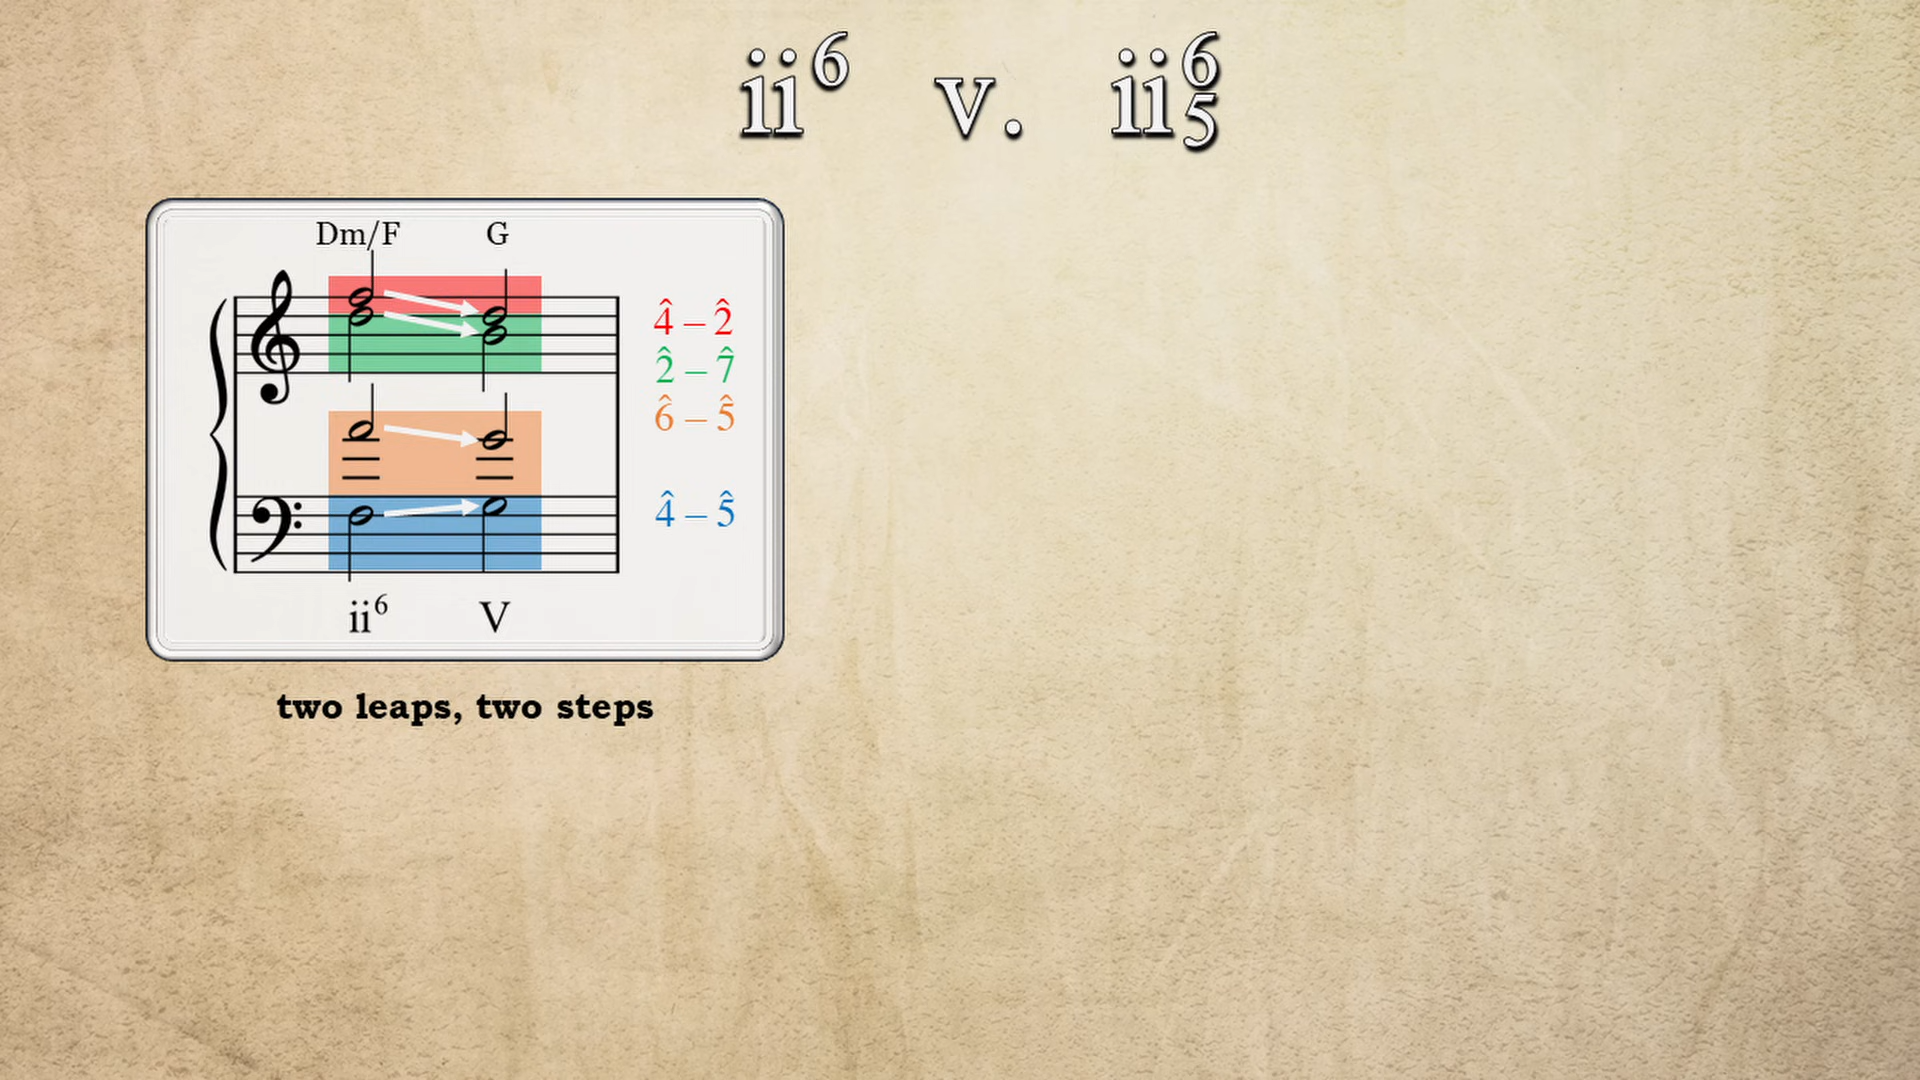 ii⁶ v. ii⁶₅
Dm/F G
4̂ – 2̂
2̂ – 7̂
6̂ – 5̂
4̂ – 5̂
ii⁶ V
two leaps, two steps